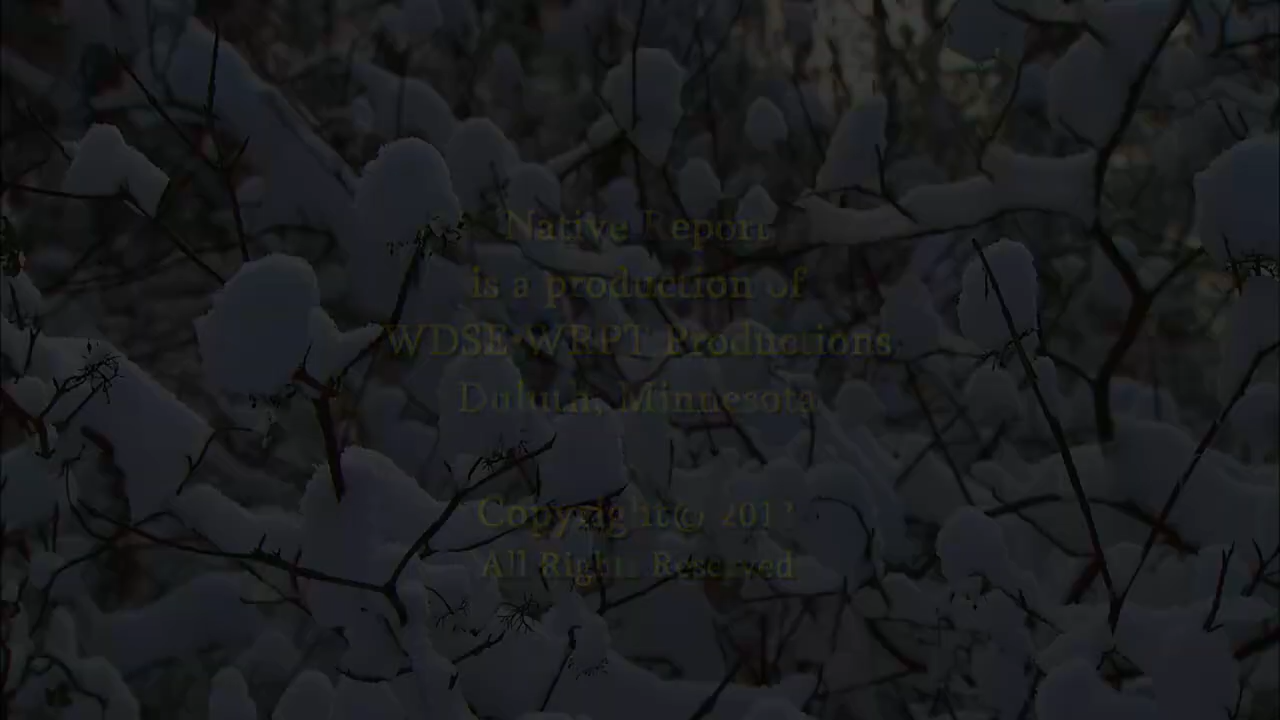 Native Report
is a production of
WDSE·WRPT Productions
Duluth, Minnesota
Copyright©
All Rights Reserved